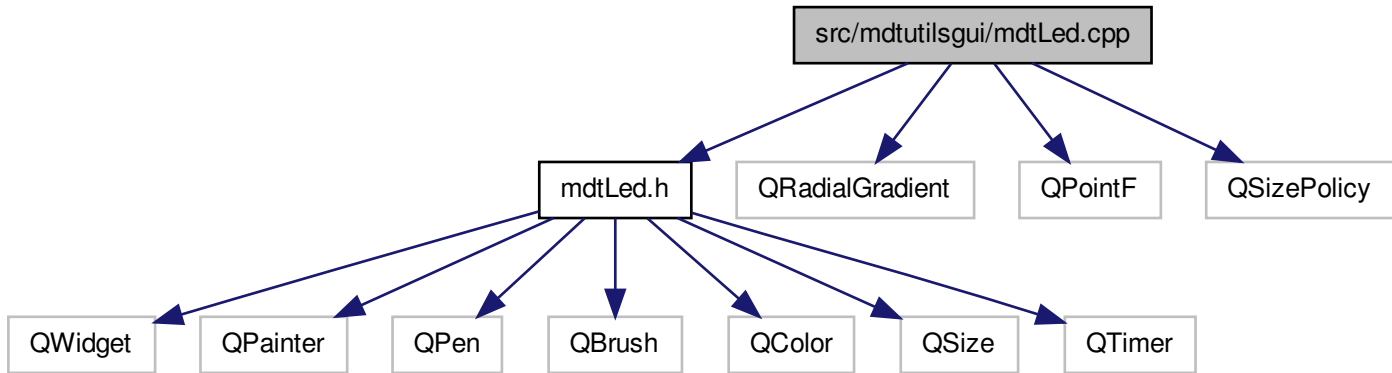 src/mdtutilsgui/mdtLed.cpp
mdtLed.h
QRadialGradient
QPointF
QSizePolicy
QWidget
QPainter
QPen
QBrush
QColor
QSize
QTimer